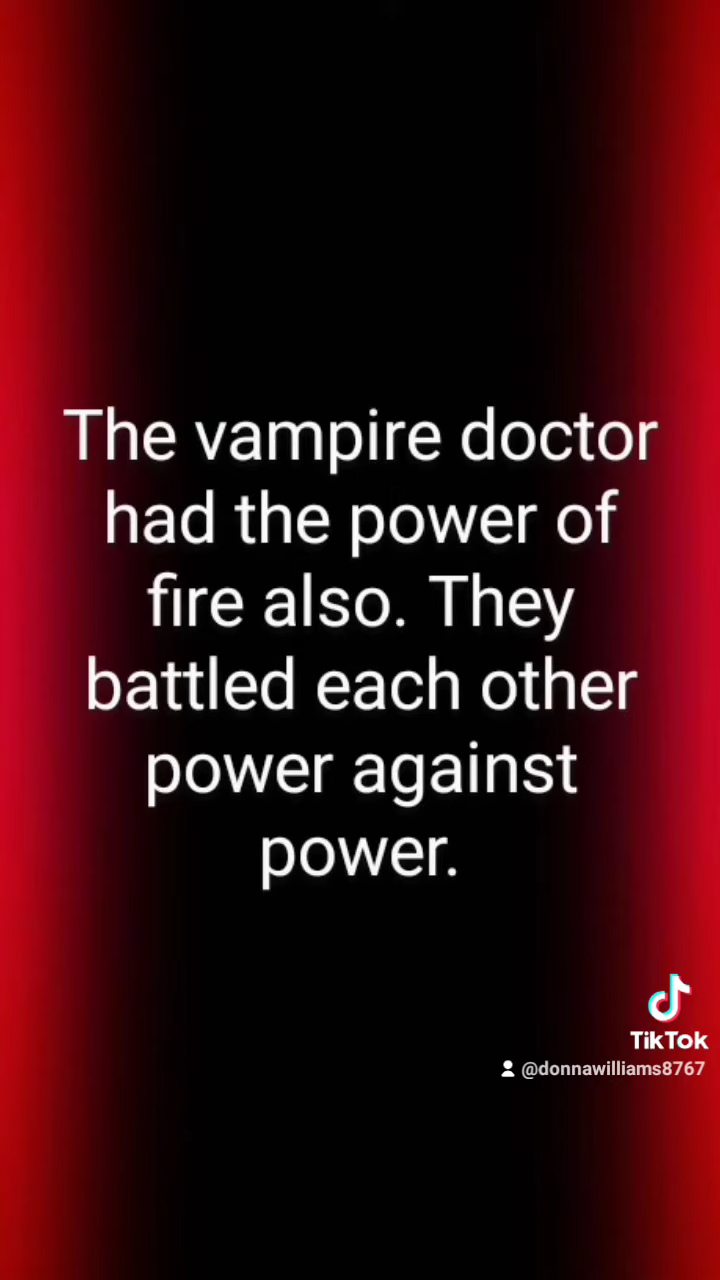 The vampire doctor
had the power of
fire also. They
battled each other
power against
power.
TikTok
@donnawilliams8767